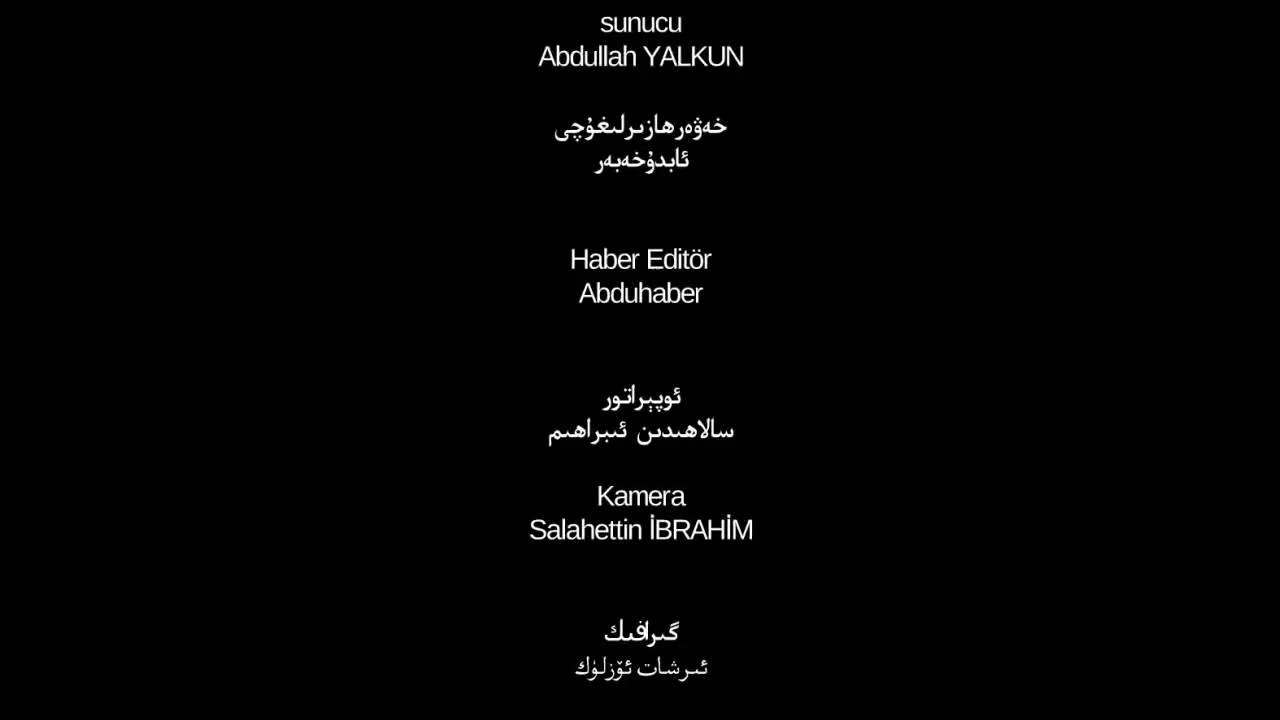 sunucu
Abdullah YALKUN
خەۋەرھازىرلىغۇچى
ئابدۇخەبەر
Haber Editör
Abduhaber
ئوپېراتور
سالاھىدىن ئىبراھىم
Kamera
Salahettin İBRAHİM
گىرافىك
ئىرشات ئۆزلۈك